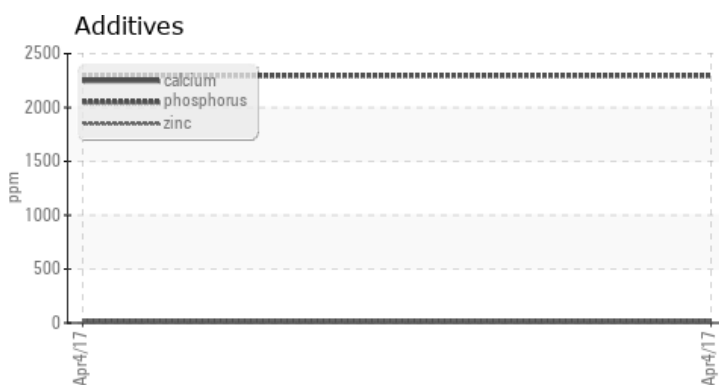 Additives
2500
2000
1500
1000
500
0
ppm
calcium
phosphorus
zinc
Apr4/17
Apr4/17